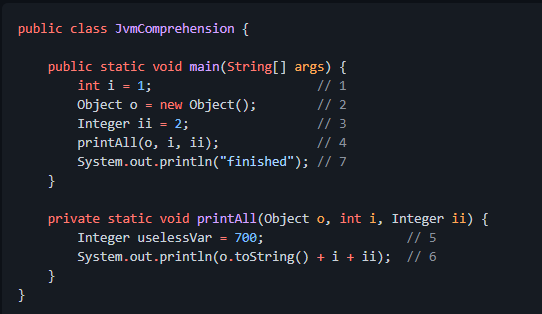 public class JvmComprehension {
    public static void main(String[] args) {
        int i = 1;                      // 1
        Object o = new Object();        // 2
        Integer ii = 2;                 // 3
        printAll(o, i, ii);             // 4
        System.out.println("finished"); // 7
    }
    private static void printAll(Object o, int i, Integer ii) {
        Integer uselessVar = 700;                   // 5
        System.out.println(o.toString() + i + ii);  // 6
    }
}